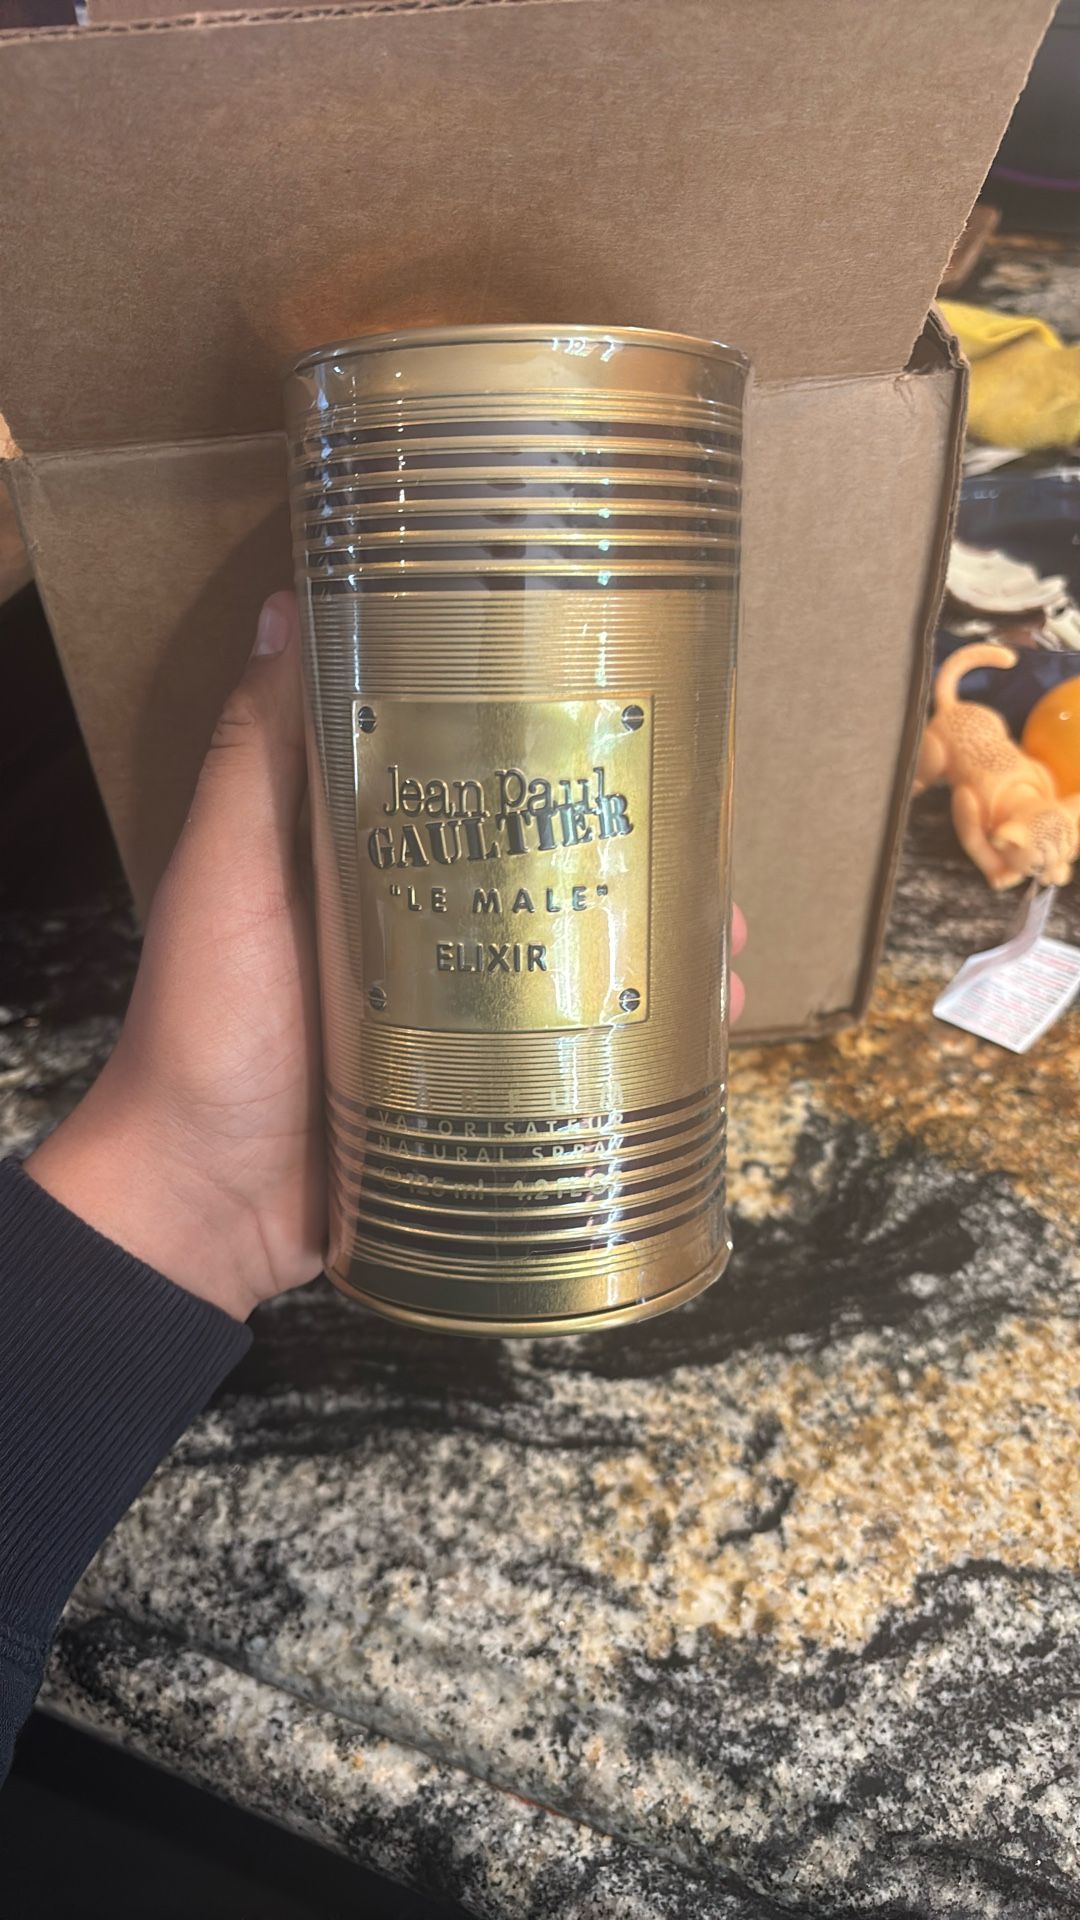 Jean Paul
GAULTIER
"LE MALE"
ELIXIR
PARFUM
VAPORISATEUR
NATURAL SPRAY
℮ 125 ml 4.2 FL.OZ